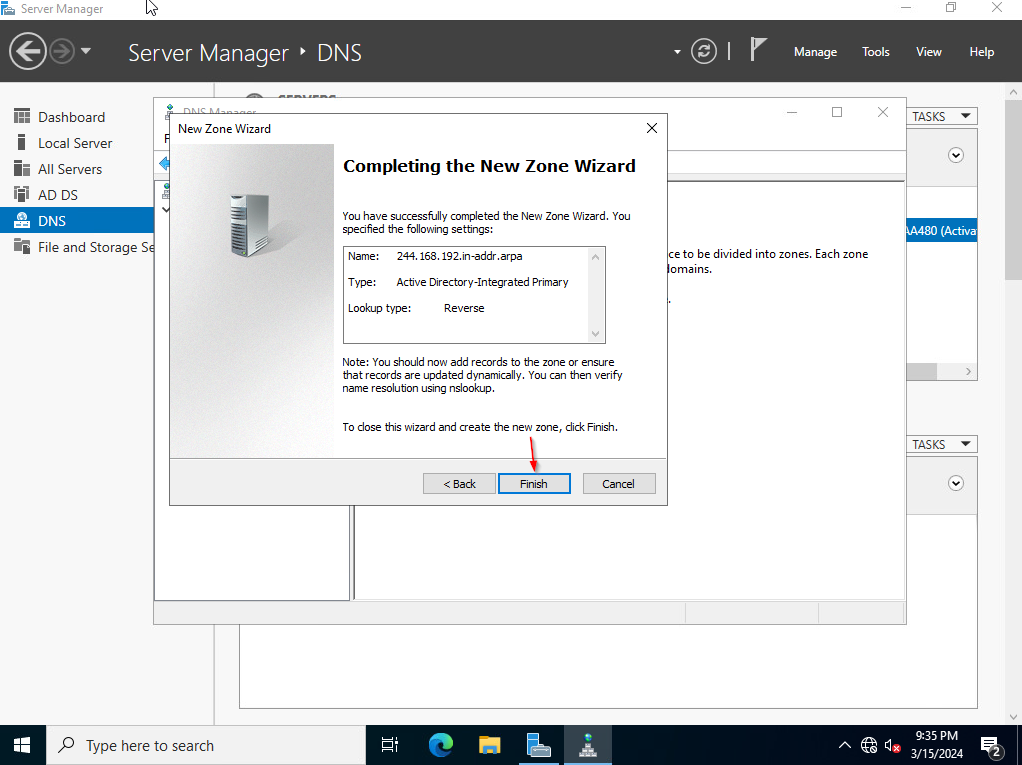 Server Manager
Server Manager ‣ DNS
Manage Tools View Help
Dashboard
Local Server
All Servers
AD DS
DNS
File and Storage Se
SERVERS
TASKS
DNS Manager
New Zone Wizard
Completing the New Zone Wizard
You have successfully completed the New Zone Wizard. You
specified the following settings:
Name: 244.168.192.in-addr.arpa
Type: Active Directory-Integrated Primary
Lookup type: Reverse
Note: You should now add records to the zone or ensure
that records are updated dynamically. You can then verify
name resolution using nslookup.
To close this wizard and create the new zone, click Finish.
< Back Finish Cancel
AA480 (Activa
ce to be divided into zones. Each zone
domains.
TASKS
Type here to search
9:35 PM
3/15/2024
2